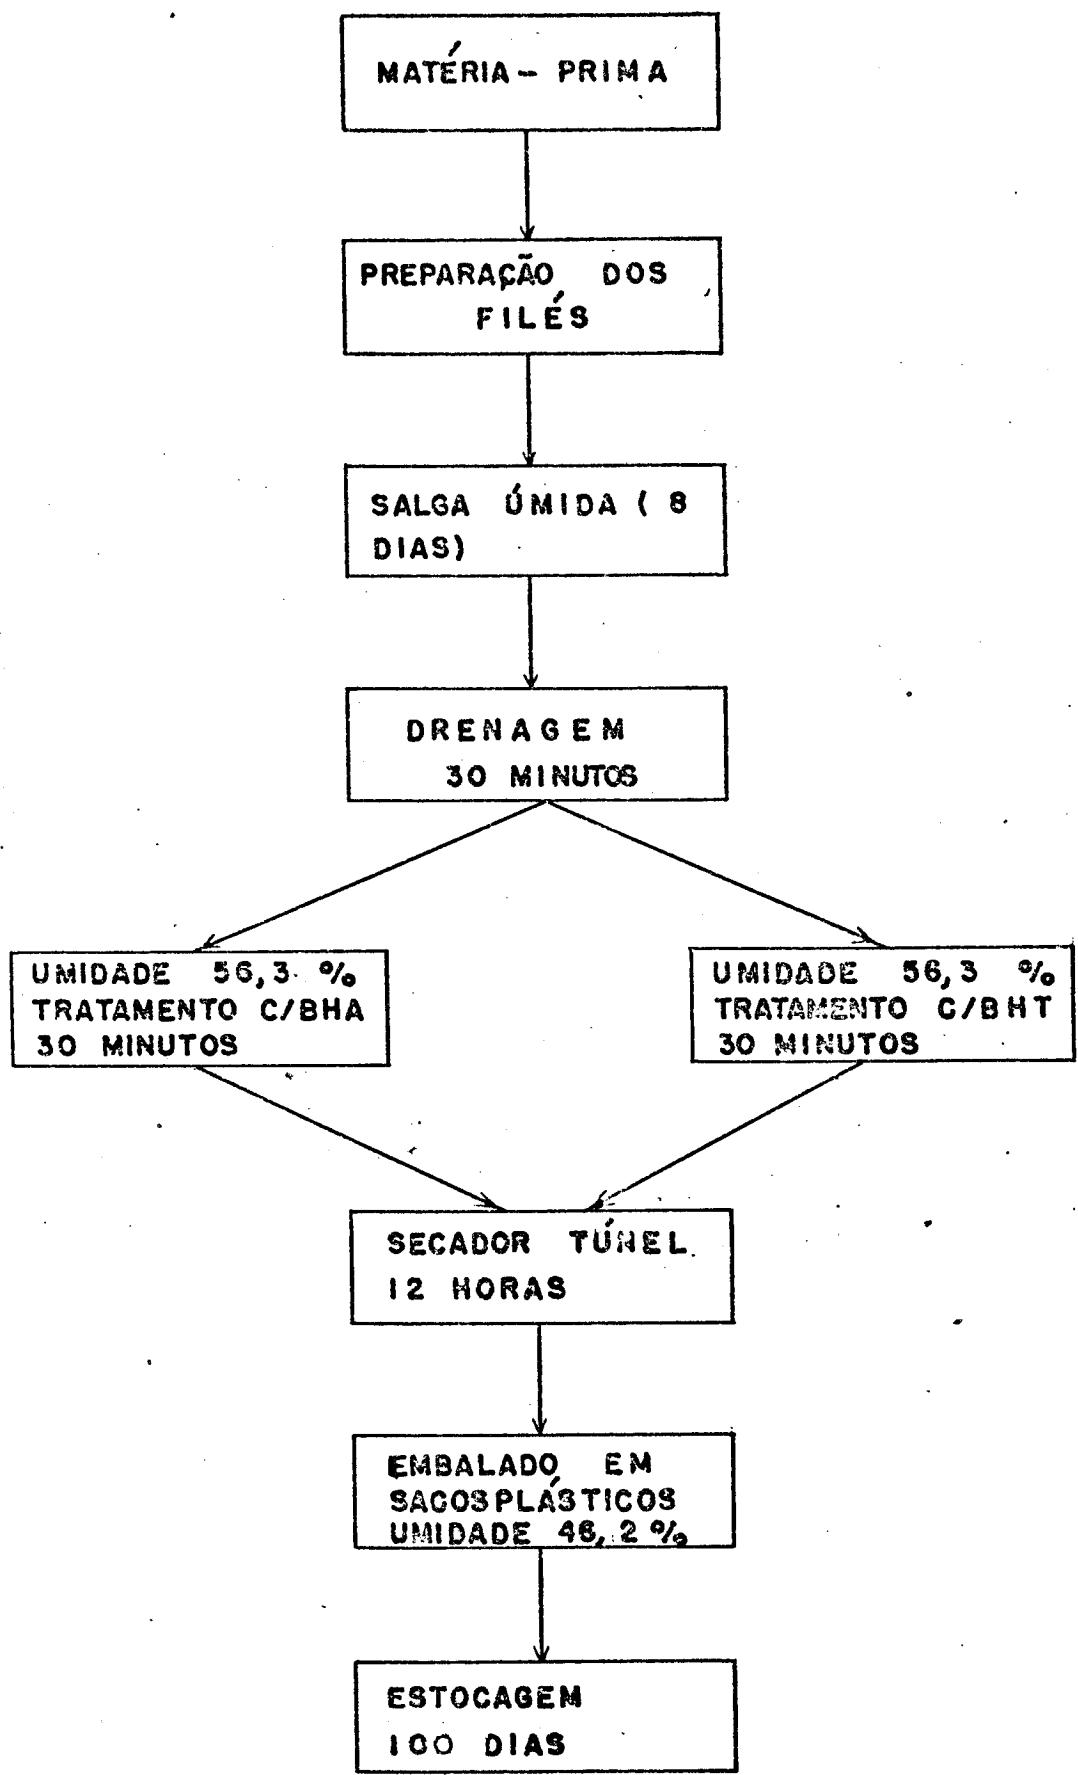 MATÉRIA - PRIMA
PREPARAÇÃO DOS
FILÉS
SALGA ÚMIDA ( 8
DIAS)
DRENAGEM
30 MINUTOS
UMIDADE 56,3 %
TRATAMENTO C/BHA
30 MINUTOS
UMIDADE 56,3 %
TRATAMENTO C/BHT
30 MINUTOS
SECADOR TÚNEL
12 HORAS
EMBALADO EM
SACOS PLÁSTICOS
UMIDADE 46,2 %
ESTOCAGEM
100 DIAS